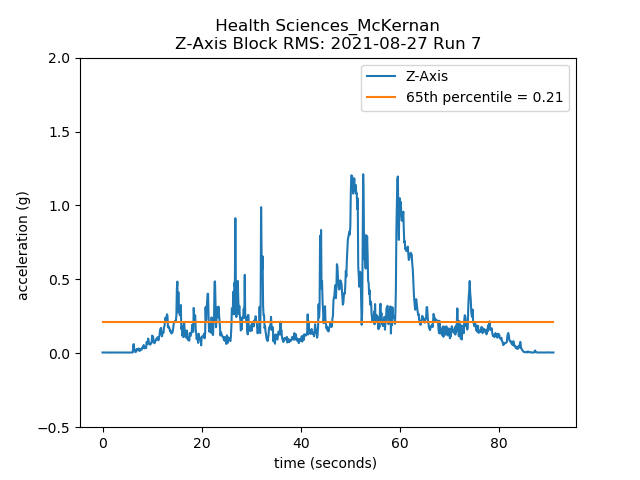 Health Sciences_McKernan
Z-Axis Block RMS: 2021-08-27 Run 7
Z-Axis
65th percentile = 0.21
2.0
1.5
1.0
0.5
0.0
−0.5
acceleration (g)
0 20 40 60 80
time (seconds)